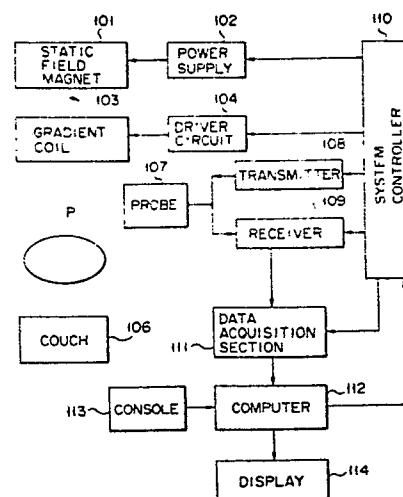 101
102
110
STATIC
FIELD
MAGNET
POWER
SUPPLY
103
104
GRADIENT
COIL
DRIVER
CIRCUIT
108
107
TRANSMITTER
SYSTEM CONTROLLER
PROBE
109
RECEIVER
P
COUCH
106
DATA
ACQUISITION
SECTION
111
112
113
CONSOLE
COMPUTER
DISPLAY
114